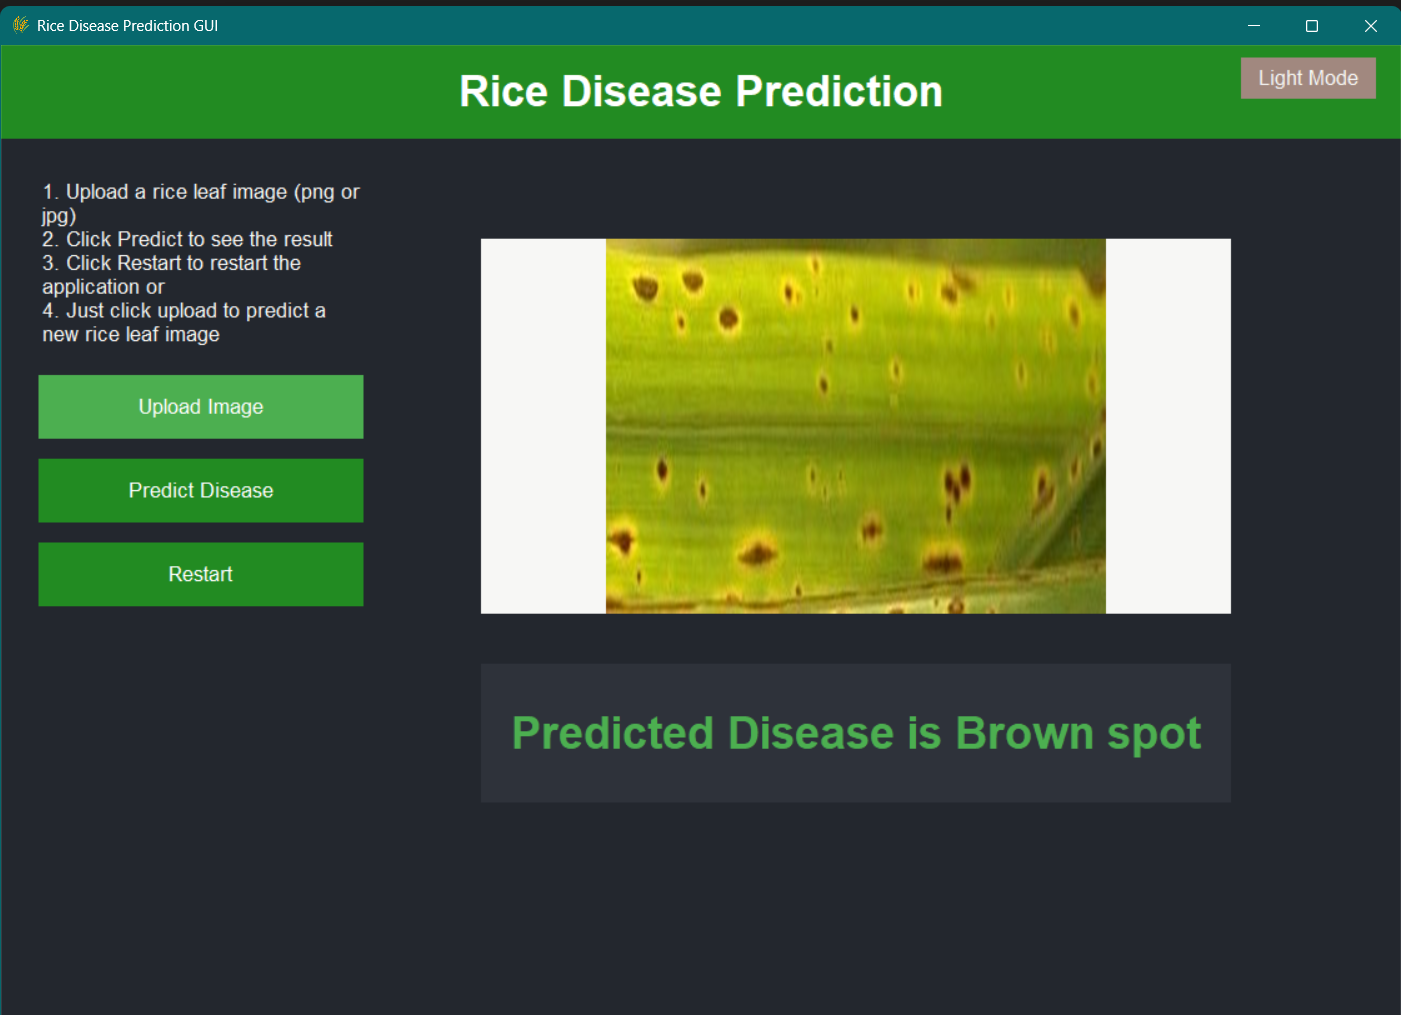 Rice Disease Prediction GUI
Rice Disease Prediction
Light Mode
1. Upload a rice leaf image (png or
jpg)
2. Click Predict to see the result
3. Click Restart to restart the
application or
4. Just click upload to predict a
new rice leaf image
Upload Image
Predict Disease
Restart
Predicted Disease is Brown spot